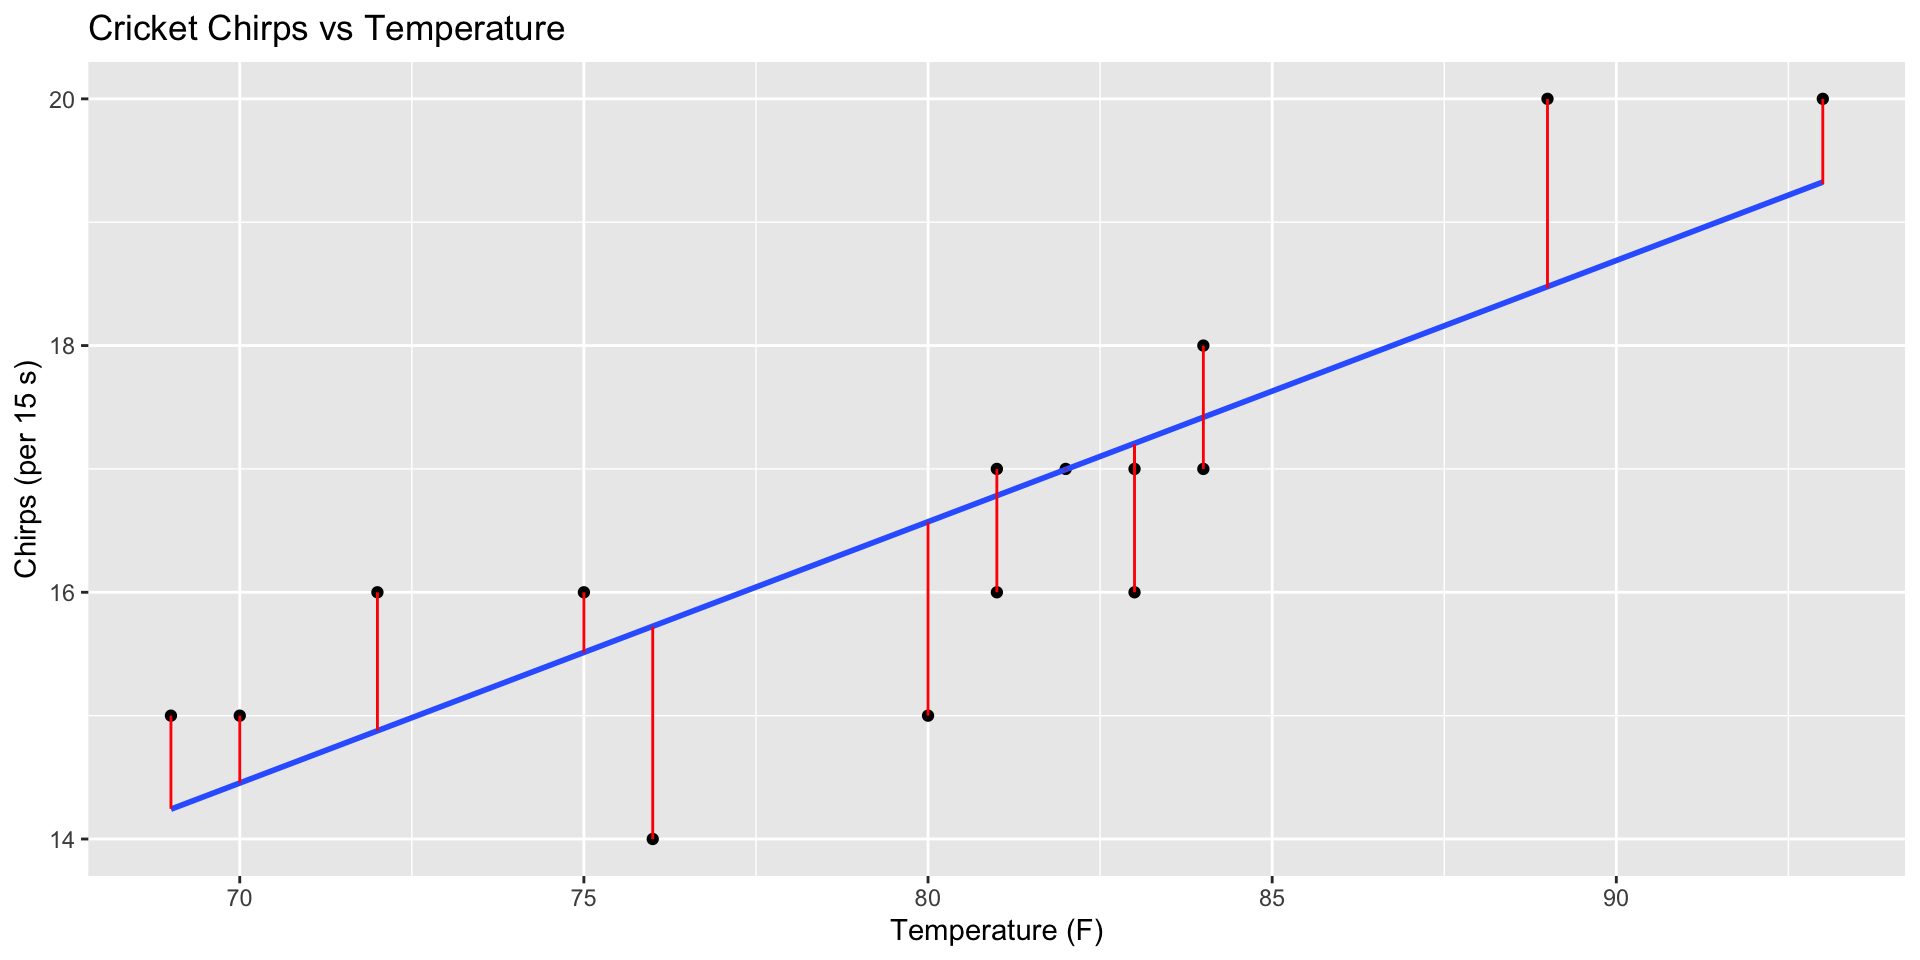 Cricket Chirps vs Temperature
20
18
16
14
Chirps (per 15 s)
70 75 80 85 90
Temperature (F)